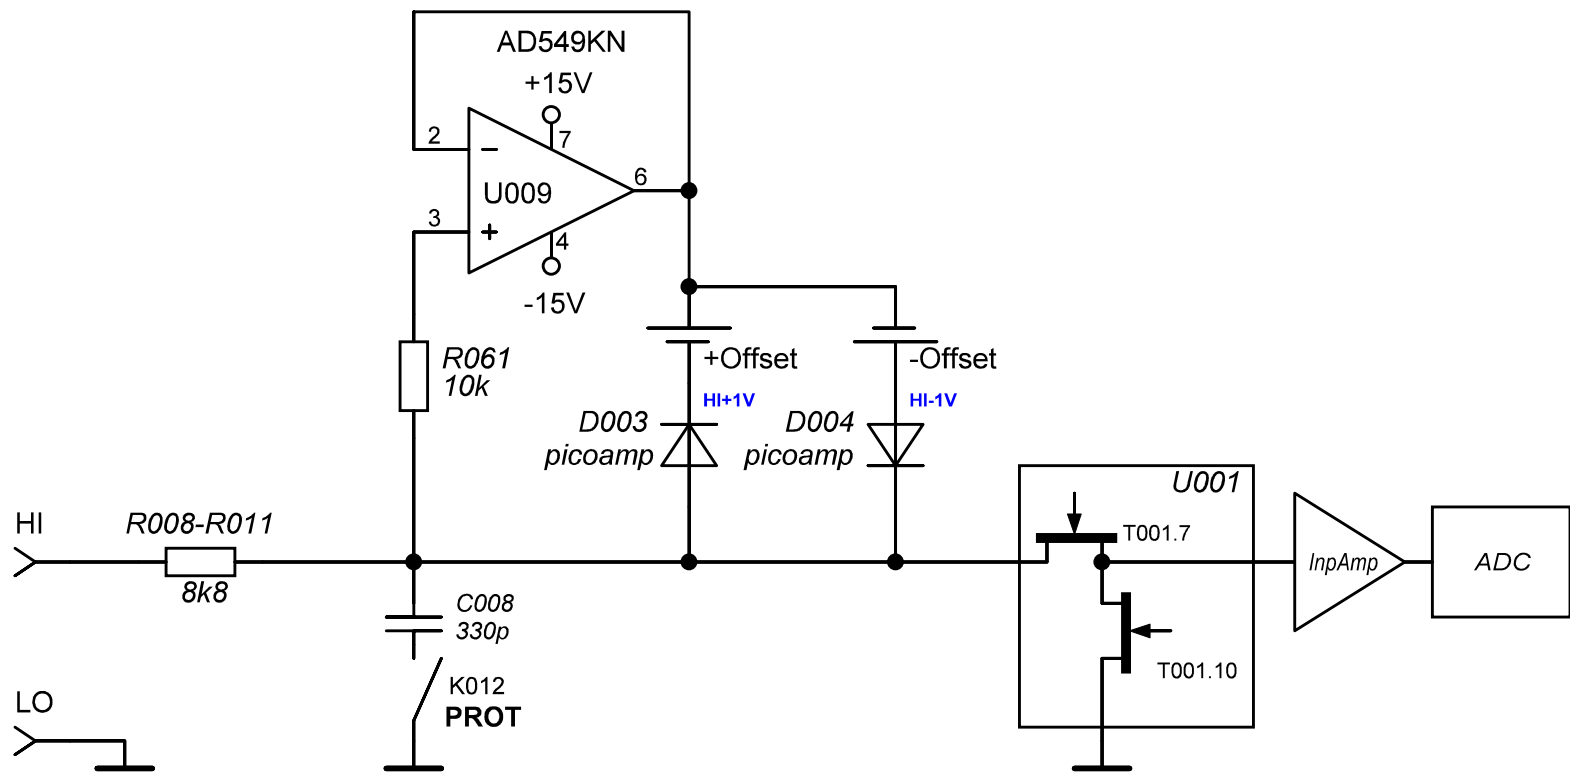 AD549KN
+15V
7
2
−
U009
6
3
+
4
-15V
R061
10k
+Offset
-Offset
HI+1V
HI-1V
D003
picoamp
D004
picoamp
U001
HI
R008-R011
8k8
T001.7
InpAmp
ADC
C008
330p
T001.10
LO
K012
PROT